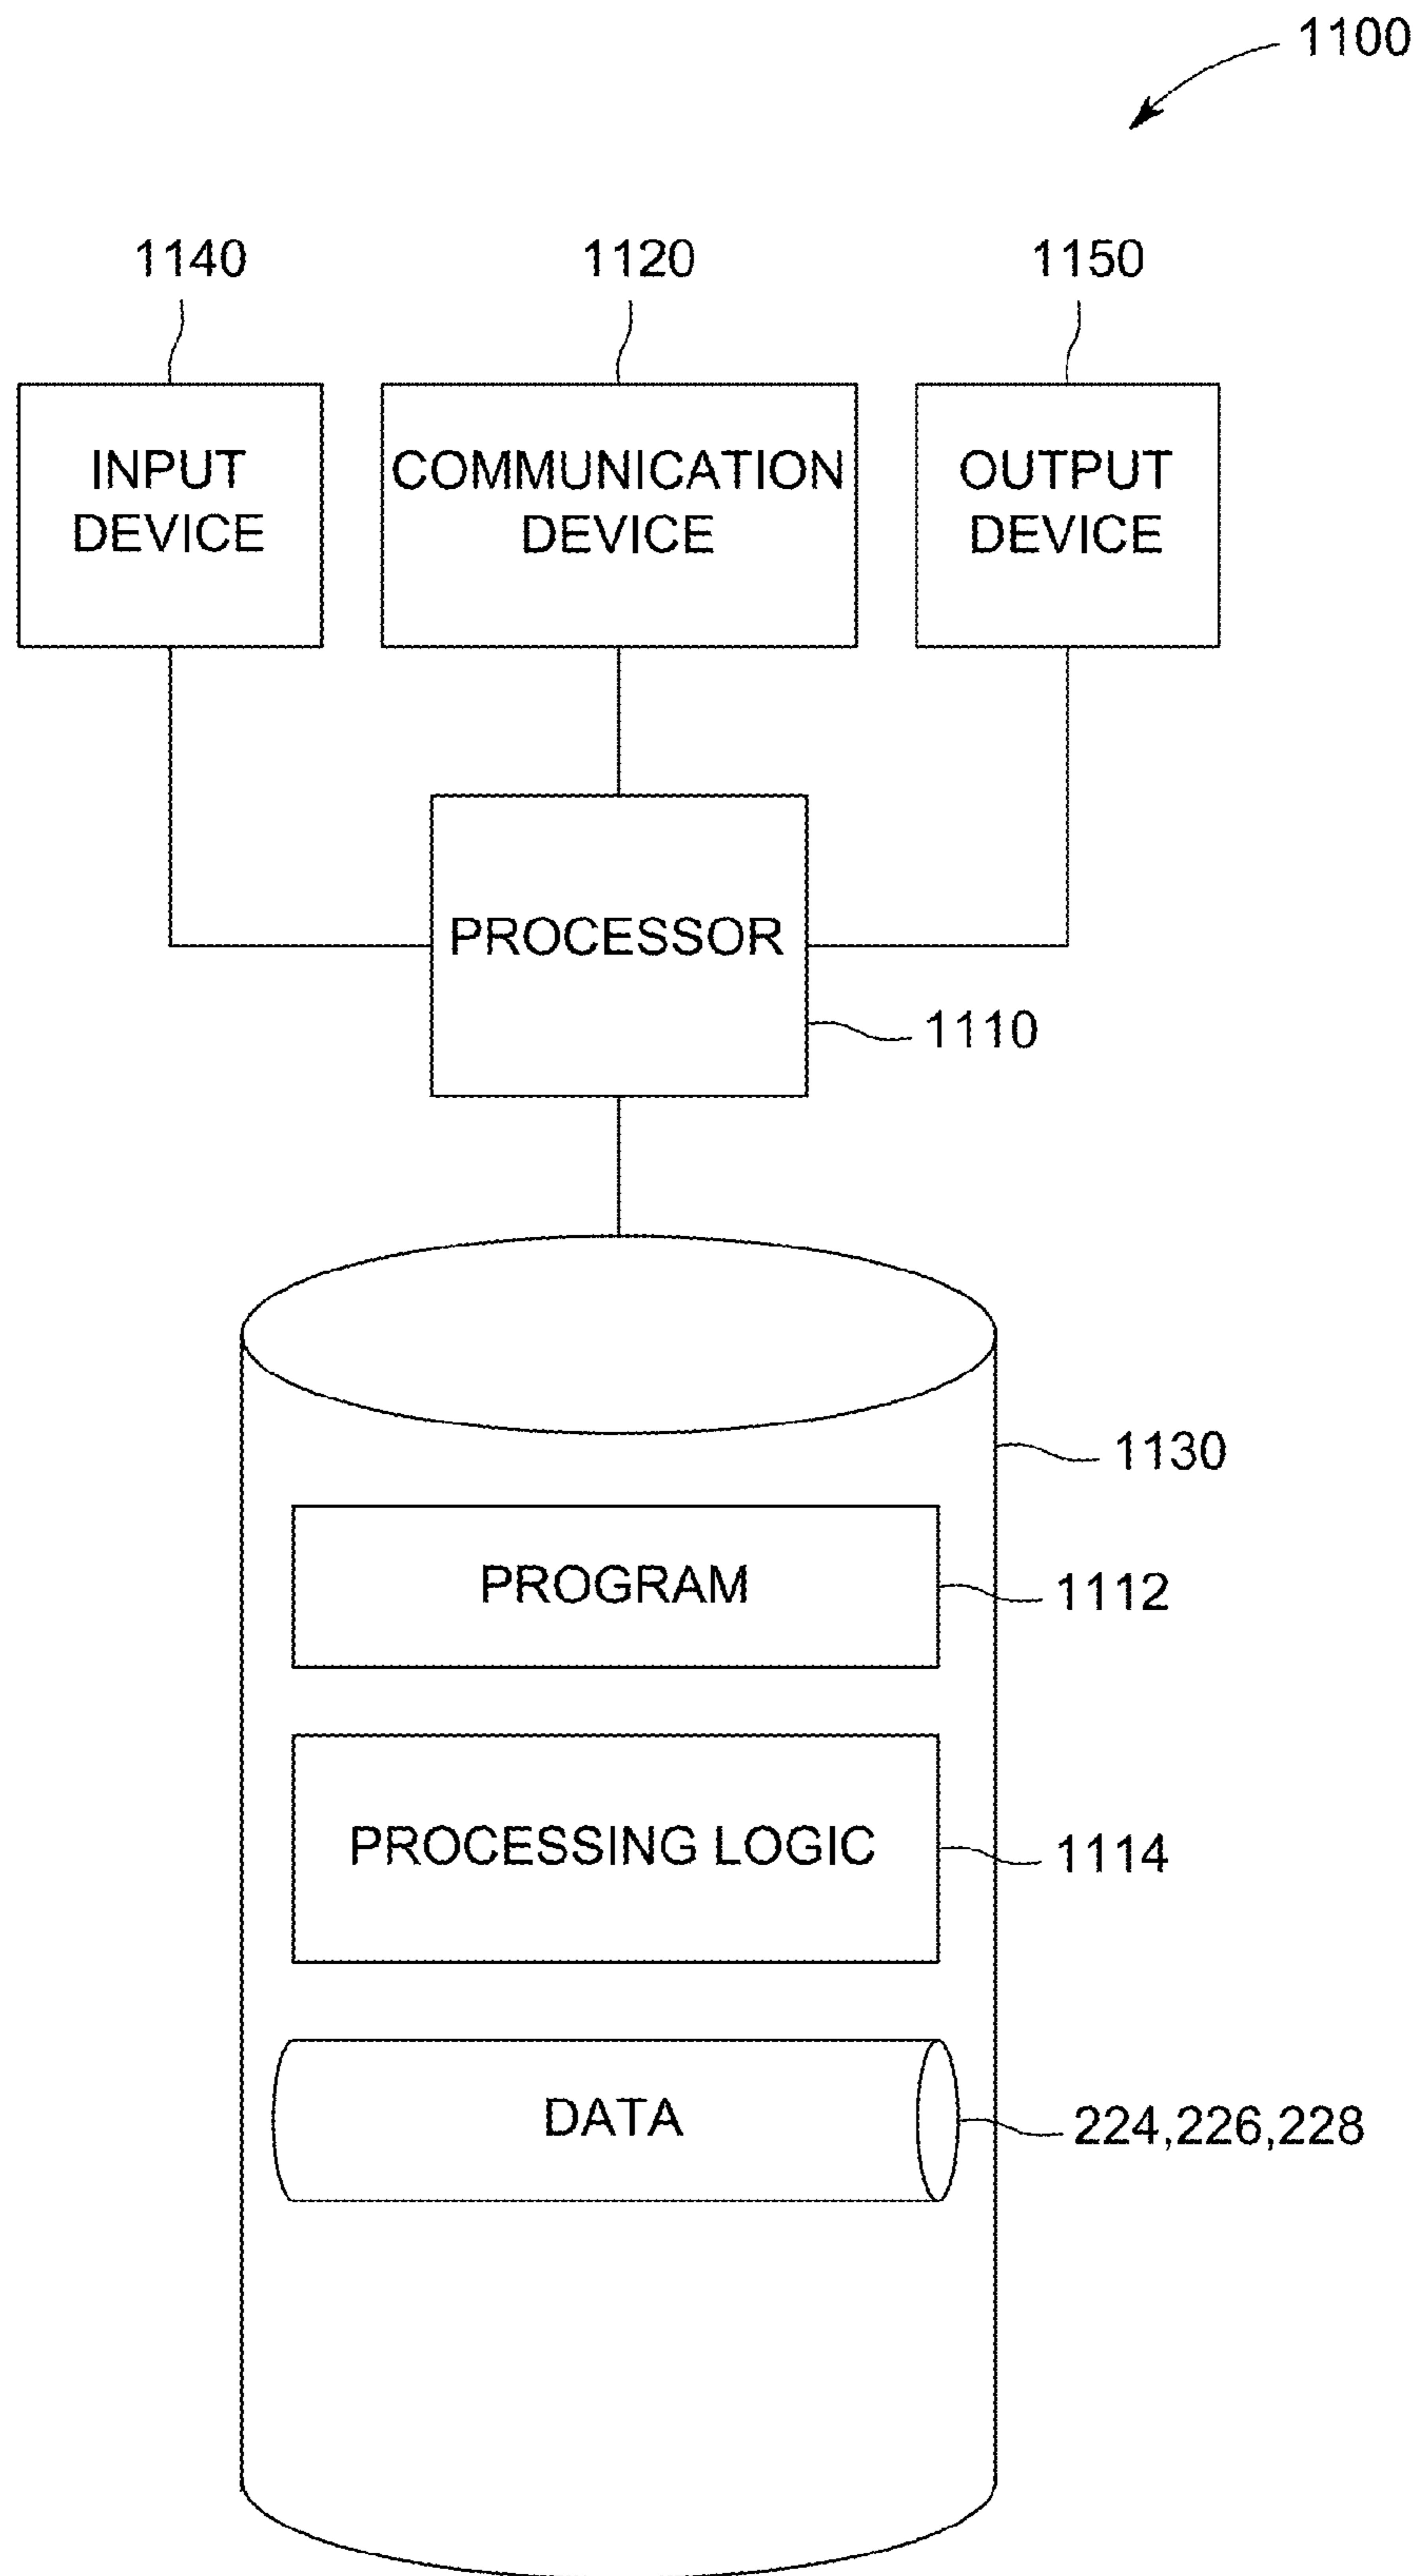 1100
1140
1120
1150
INPUT
DEVICE
COMMUNICATION
DEVICE
OUTPUT
DEVICE
PROCESSOR
1110
1130
PROGRAM
1112
PROCESSING LOGIC
1114
DATA
224,226,228